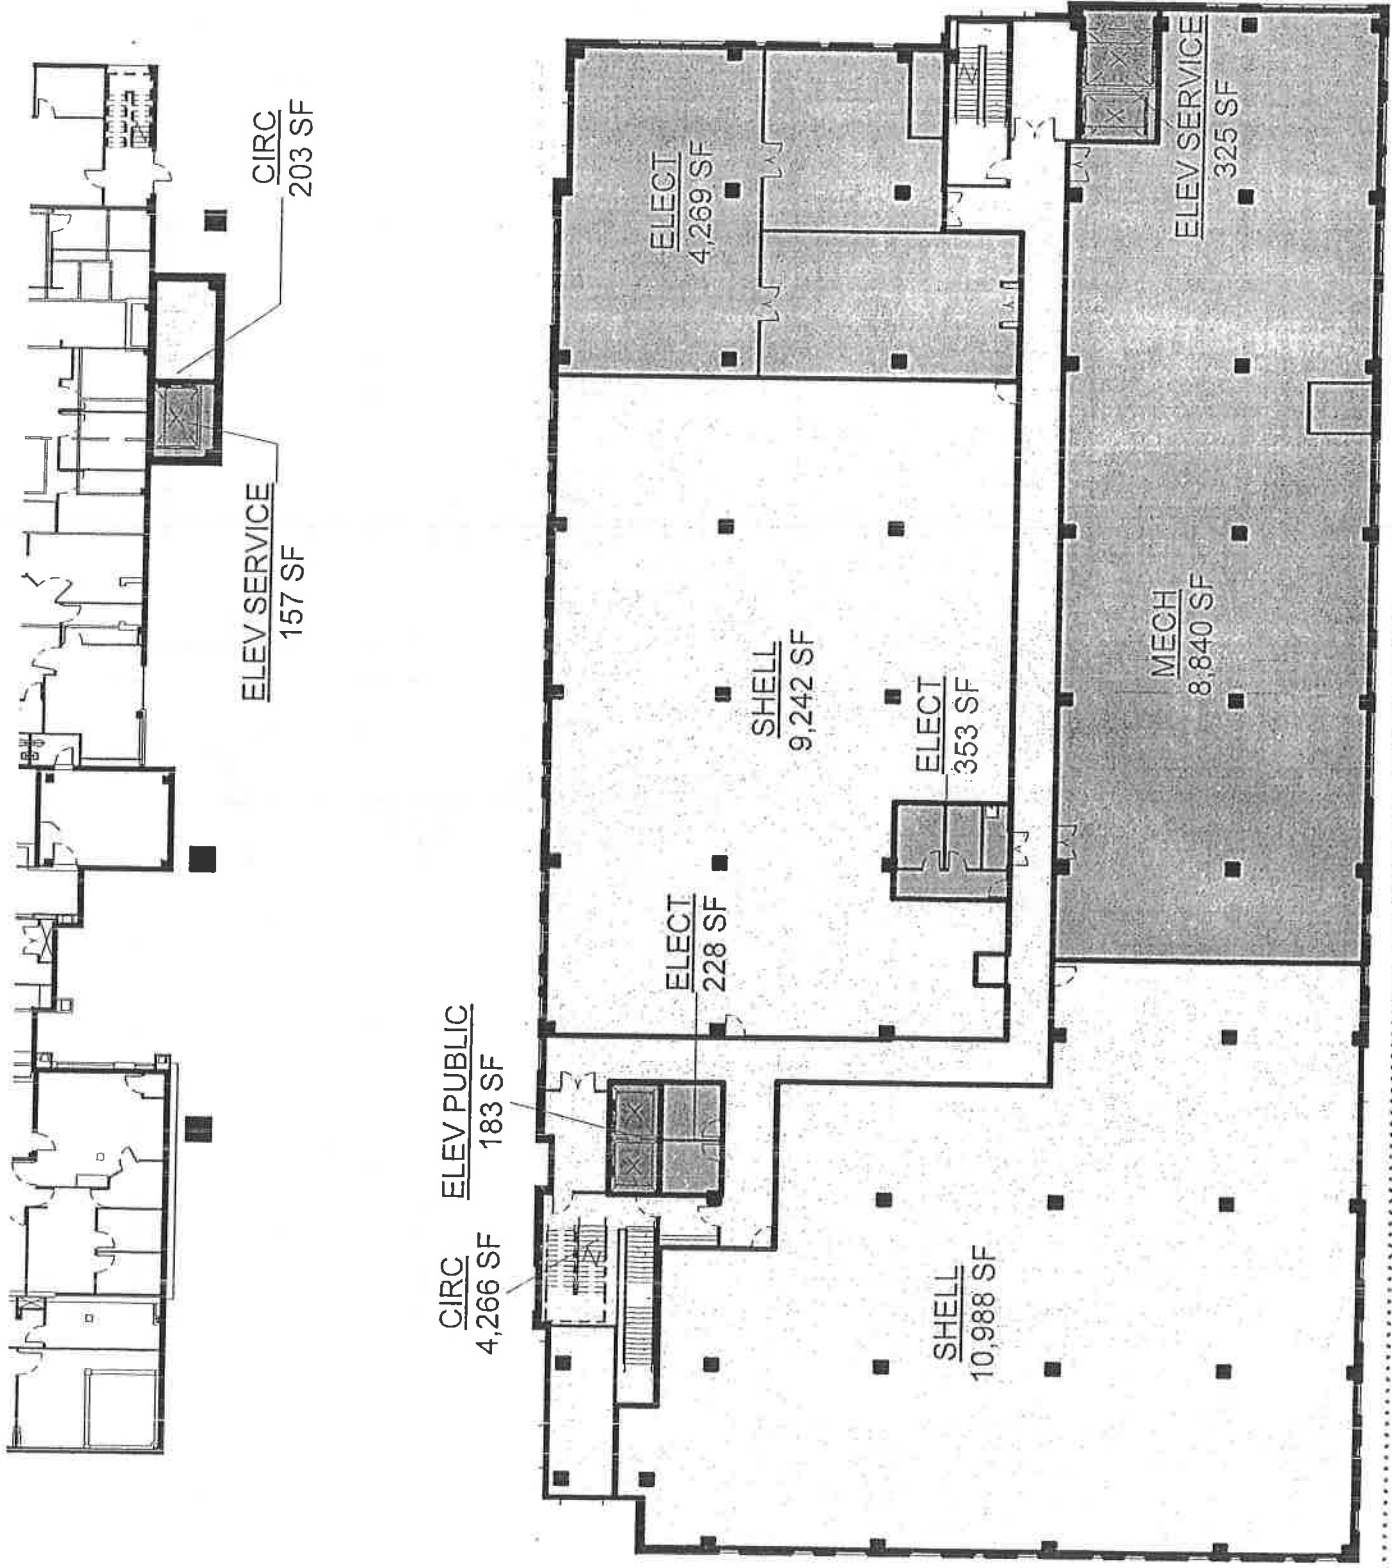 CIRC
203 SF
ELEV SERVICE
157 SF
ELECT
4,269 SF
ELEV SERVICE
325 SF
SHELL
9,242 SF
ELECT
353 SF
MECH
8,840 SF
ELECT
228 SF
ELEV PUBLIC
183 SF
CIRC
4,266 SF
SHELL
10,988 SF